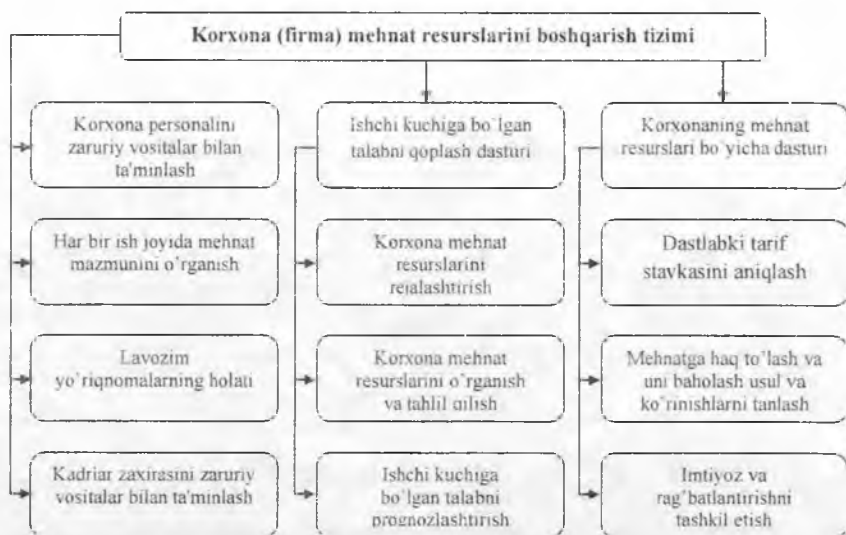 Korxona (firma) mehnat resurslarini boshqarish tizimi
Korxona personalini
zaruriy vositalar bilan
ta'minlash
Ishchi kuchiga bo`lgan
talabni qoplash dasturi
Korxonaning mehnat
resurslari bo`yicha dasturi
Har bir ish joyida mehnat
mazmunini o`rganish
Korxona mehnat
resurslarini
rejalashtirish
Dastlabki tarif
stavkasini aniqlash
Lavozim
yo`riqnomalarning holati
Korxona mehnat
resurslarini o`rganish
va tahlil qilish
Mehnatga haq to`lash va
uni baholash usul va
ko`rinishlarni tanlash
Kadriar zaxirasini zaruriy
vositalar bilan ta'minlash
Ishchi kuchiga
bo`lgan talabni
prognozlashtirish
Imtiyoz va
rag`batlantirishni
tashkil etish